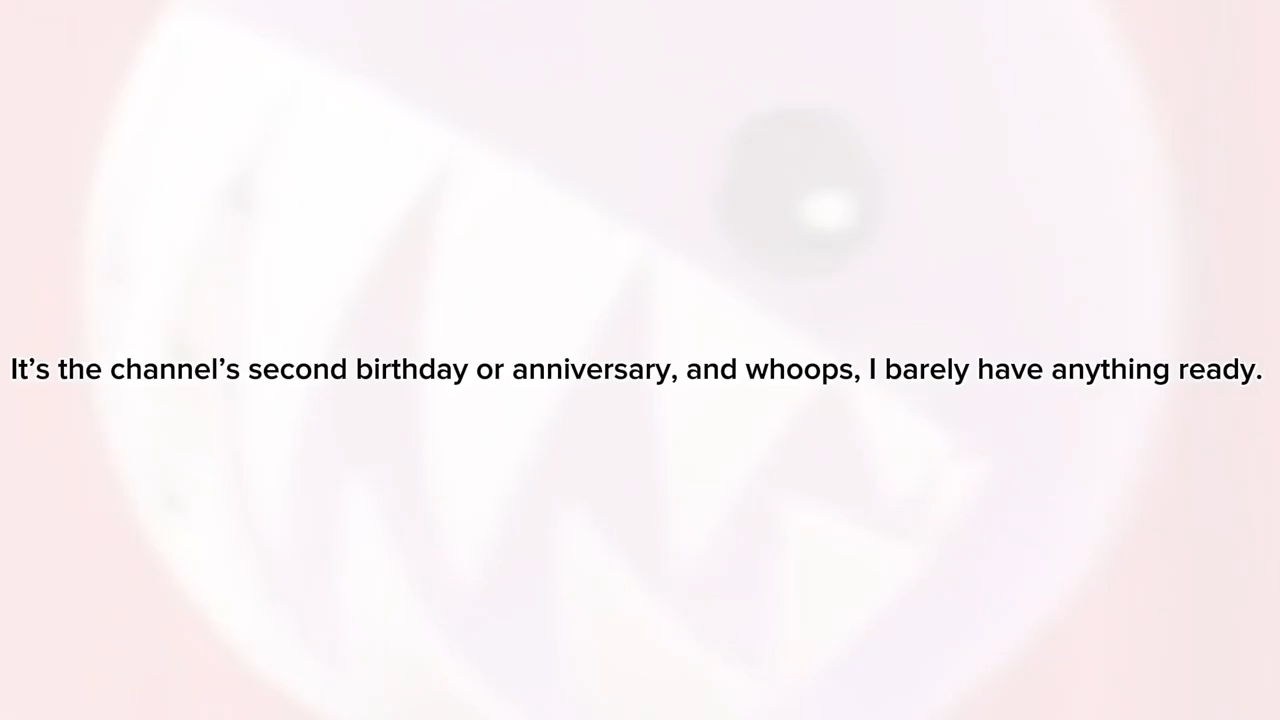 It’s the channel’s second birthday or anniversary, and whoops, I barely have anything ready.